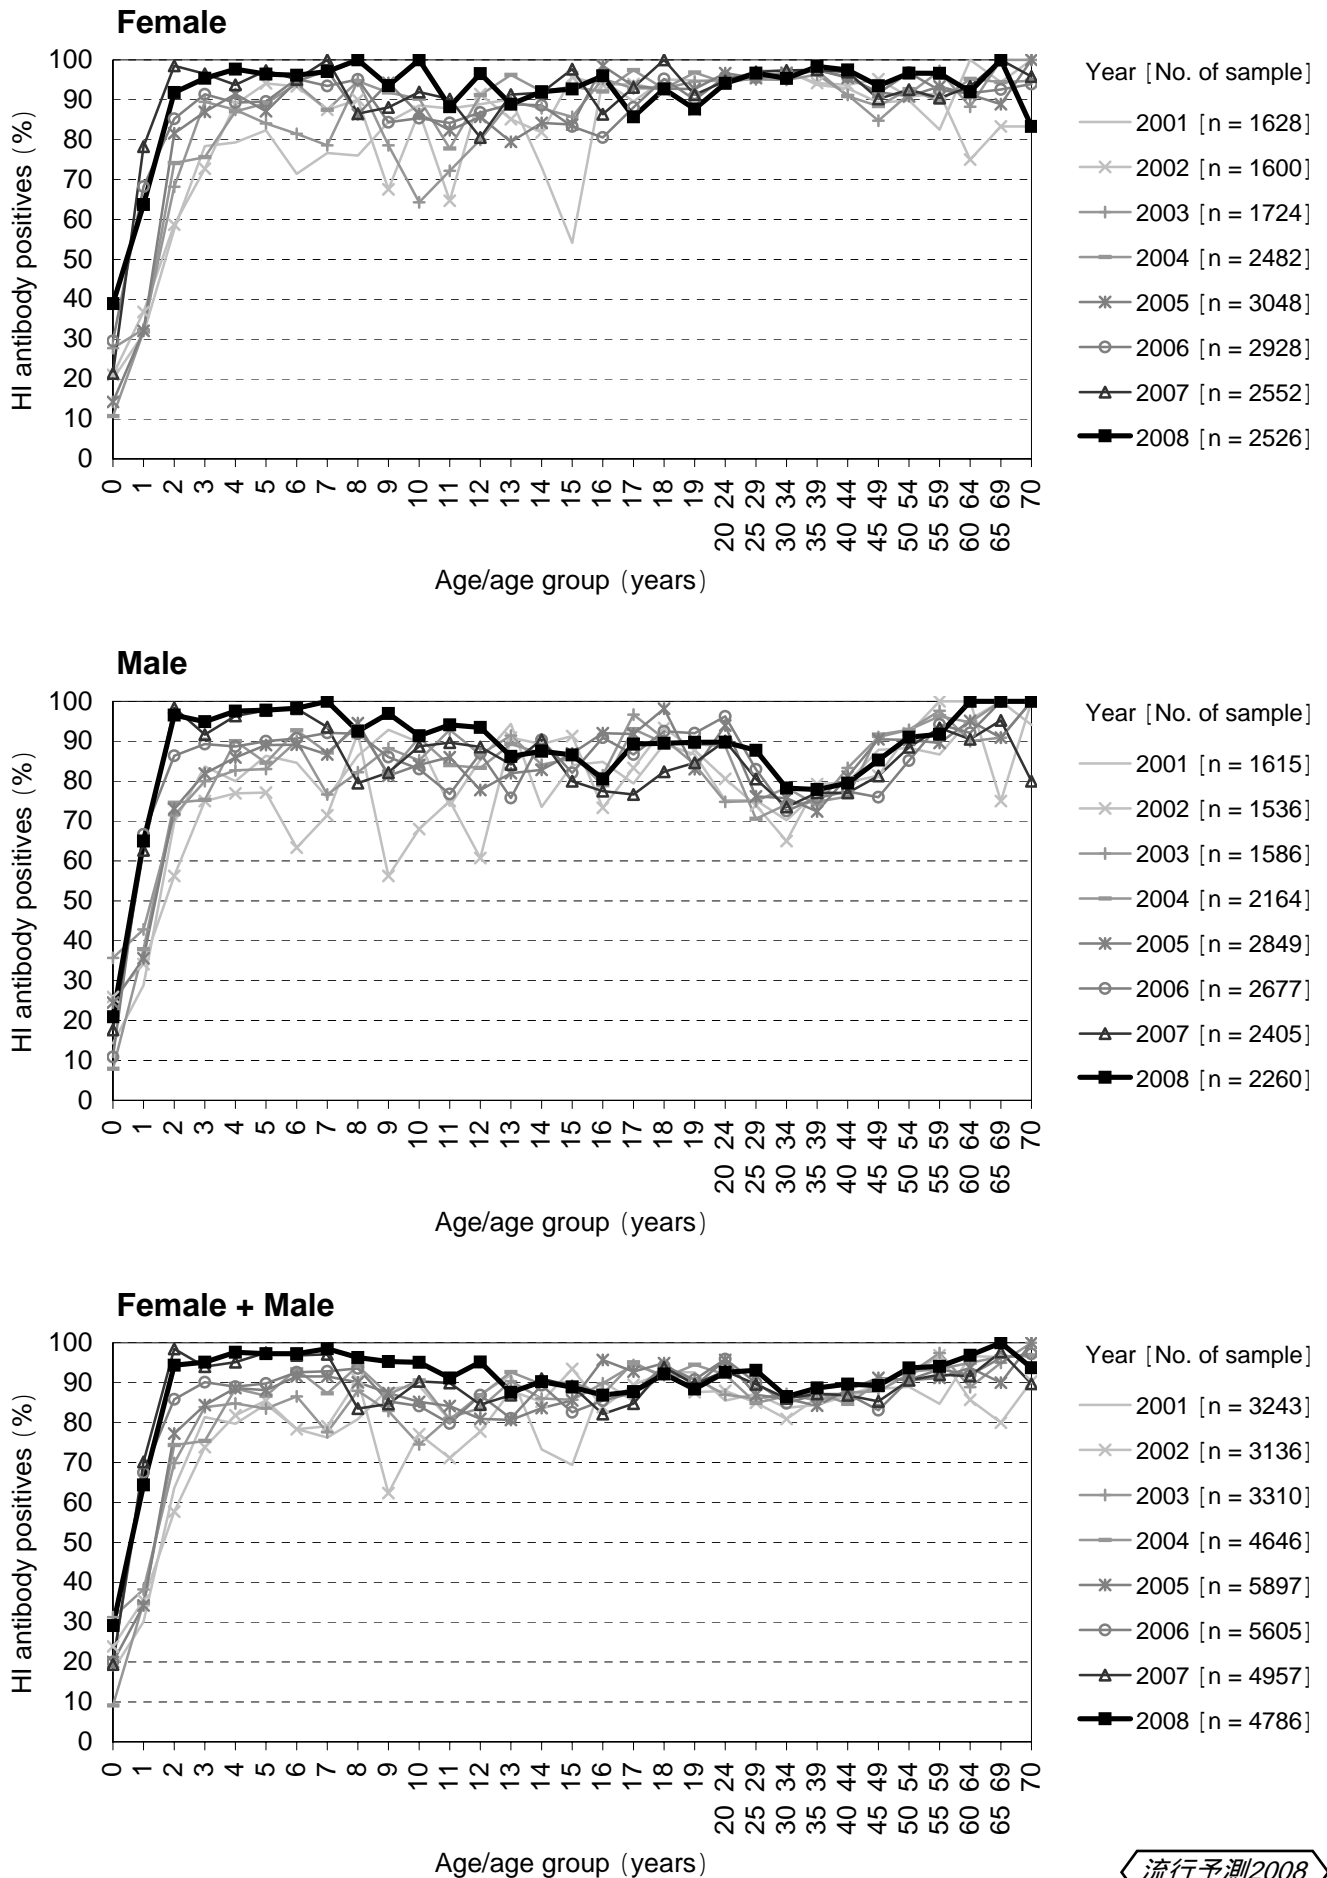 Female
100
90
80
70
60
50
40
30
20
10
0
HI antibody positives (%)
0 1 2 3 4 5 6 7 8 9 10 11 12 13 14 15 16 17 18 19 20 24 25 29 30 34 35 39 40 44 45 49 50 54 55 59 60 64 65 69 70
Age/age group (years)
Year [No. of sample]
2001 [n = 1628]
2002 [n = 1600]
2003 [n = 1724]
2004 [n = 2482]
2005 [n = 3048]
2006 [n = 2928]
2007 [n = 2552]
2008 [n = 2526]
Male
100
90
80
70
60
50
40
30
20
10
0
HI antibody positives (%)
0 1 2 3 4 5 6 7 8 9 10 11 12 13 14 15 16 17 18 19 20 24 25 29 30 34 35 39 40 44 45 49 50 54 55 59 60 64 65 69 70
Age/age group (years)
Year [No. of sample]
2001 [n = 1615]
2002 [n = 1536]
2003 [n = 1586]
2004 [n = 2164]
2005 [n = 2849]
2006 [n = 2677]
2007 [n = 2405]
2008 [n = 2260]
Female + Male
100
90
80
70
60
50
40
30
20
10
0
HI antibody positives (%)
0 1 2 3 4 5 6 7 8 9 10 11 12 13 14 15 16 17 18 19 20 24 25 29 30 34 35 39 40 44 45 49 50 54 55 59 60 64 65 69 70
Age/age group (years)
Year [No. of sample]
2001 [n = 3243]
2002 [n = 3136]
2003 [n = 3310]
2004 [n = 4646]
2005 [n = 5897]
2006 [n = 5605]
2007 [n = 4957]
2008 [n = 4786]
流行予測2008